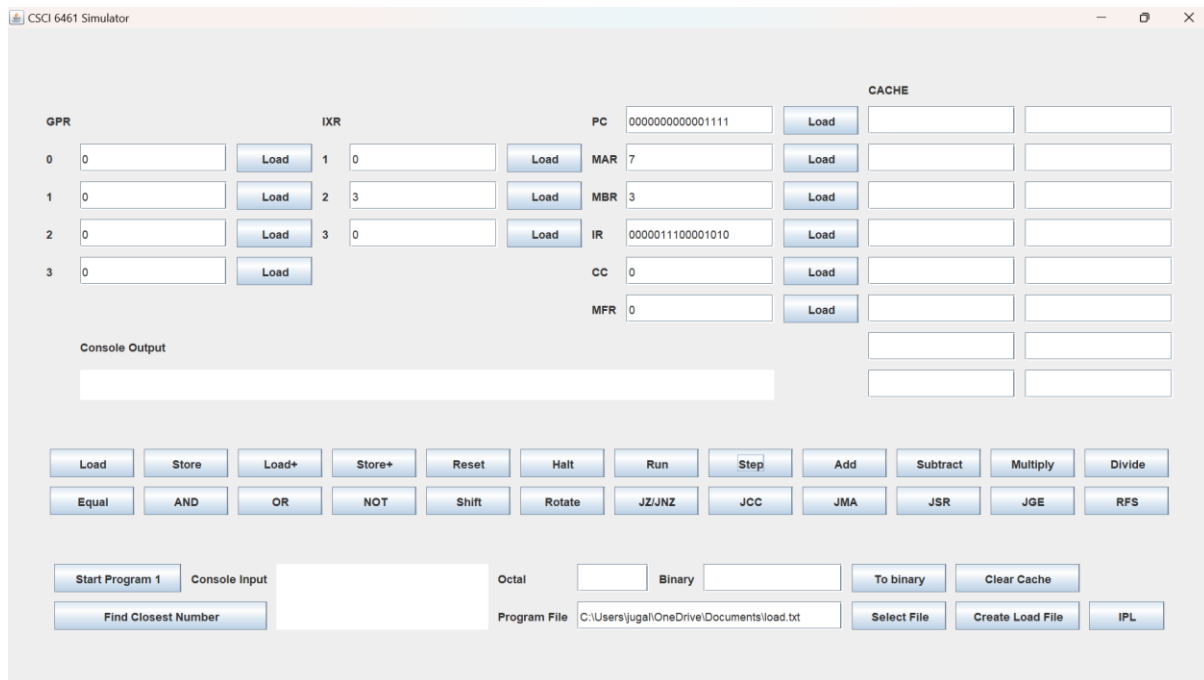 CSCI 6461 Simulator
CACHE
GPR IXR PC 0000000000001111 Load
0 0 Load 1 0 Load MAR 7 Load
1 0 Load 2 3 Load MBR 3 Load
2 0 Load 3 0 Load IR 0000011100001010 Load
3 0 Load CC 0 Load
MFR 0 Load
Console Output
Load Store Load+ Store+ Reset Halt Run Step Add Subtract Multiply Divide
Equal AND OR NOT Shift Rotate JZ/JNZ JCC JMA JSR JGE RFS
Start Program 1 Console Input Octal Binary To binary Clear Cache
Find Closest Number Program File C:\Users\jugal\OneDrive\Documents\load.txt Select File Create Load File IPL